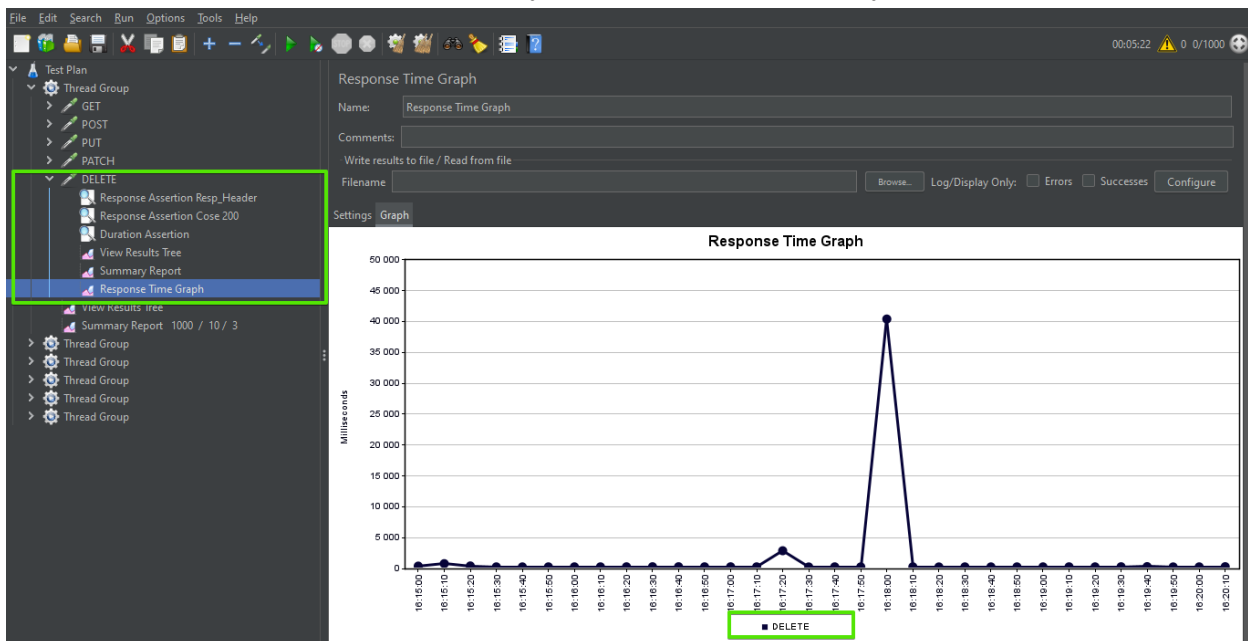 File Edit Search Run Options Tools Help
00:05:22 0 0/1000
Test Plan
Thread Group
GET
POST
PUT
PATCH
DELETE
Response Assertion Resp_Header
Response Assertion Cose 200
Duration Assertion
View Results Tree
Summary Report
Response Time Graph
View Results Tree
Summary Report 1000 / 10 / 3
Thread Group
Thread Group
Thread Group
Thread Group
Thread Group
Response Time Graph
Name: Response Time Graph
Comments:
Write results to file / Read from file
Filename Browse... Log/Display Only: Errors Successes Configure
Settings Graph
Response Time Graph
Milliseconds
50 000
45 000
40 000
35 000
30 000
25 000
20 000
15 000
10 000
5 000
0
16:15:00 16:15:10 16:15:20 16:15:30 16:15:40 16:15:50 16:16:00 16:16:10 16:16:20 16:16:30 16:16:40 16:16:50 16:17:00 16:17:10 16:17:20 16:17:30 16:17:40 16:17:50 16:18:00 16:18:10 16:18:20 16:18:30 16:18:40 16:18:50 16:19:00 16:19:10 16:19:20 16:19:30 16:19:40 16:19:50 16:20:00 16:20:10
DELETE